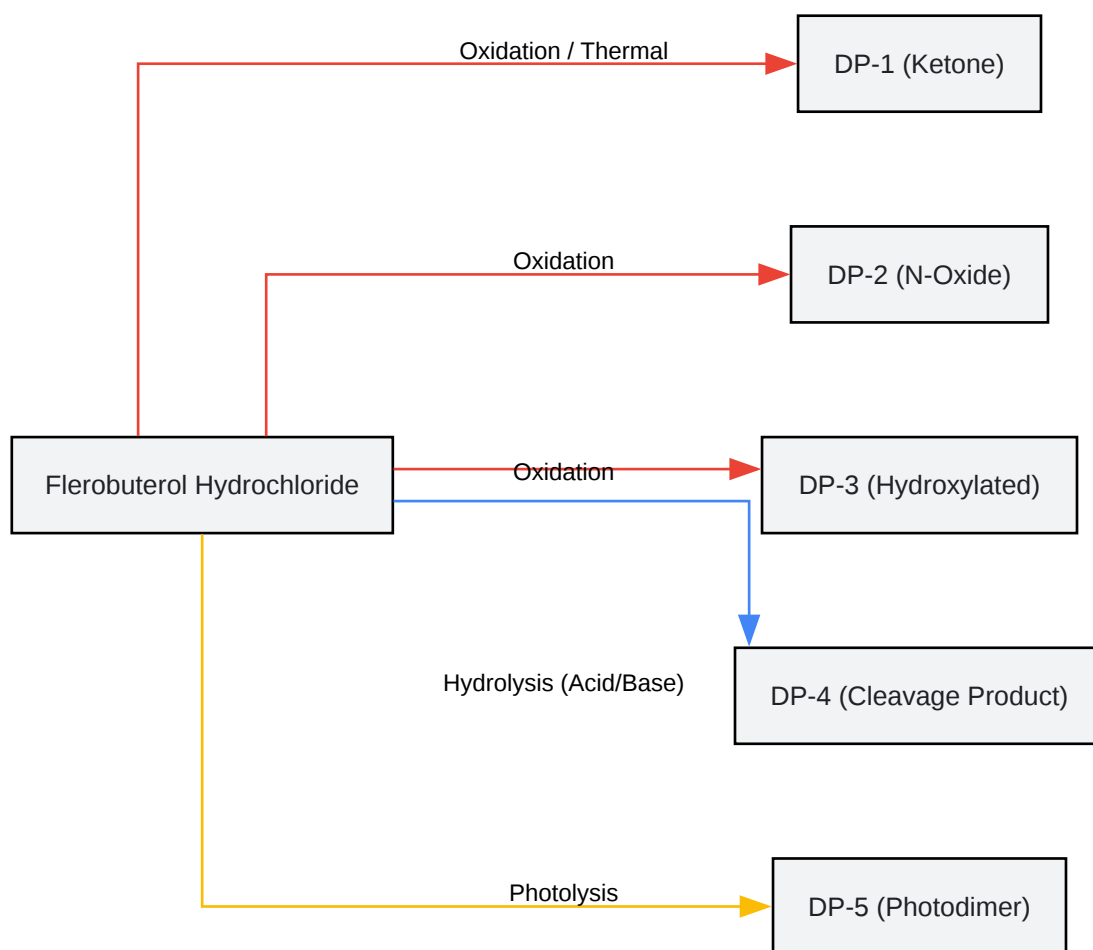 Oxidation / Thermal
DP-1 (Ketone)
Oxidation
DP-2 (N-Oxide)
Flerobuterol Hydrochloride
Oxidation
DP-3 (Hydroxylated)
Hydrolysis (Acid/Base)
DP-4 (Cleavage Product)
Photolysis
DP-5 (Photodimer)